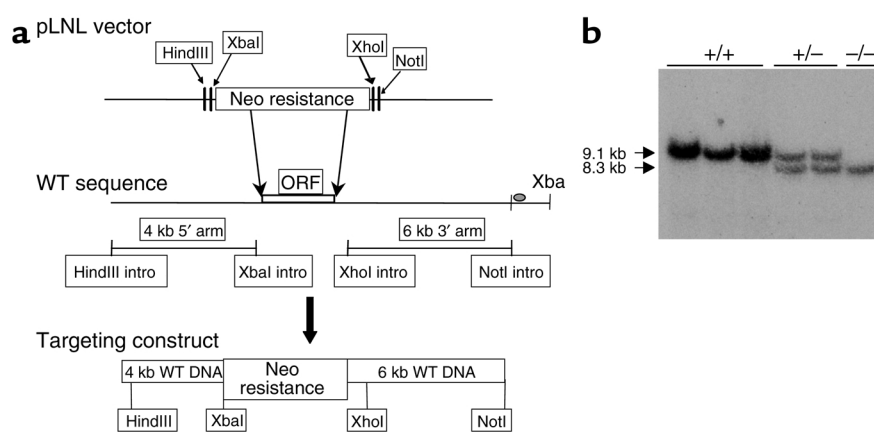 a pLNL vector
HindIII
XbaI
XhoI
NotI
Neo resistance
WT sequence
ORF
Xba
4 kb 5′ arm
6 kb 3′ arm
HindIII intro
XbaI intro
XhoI intro
NotI intro
Targeting construct
4 kb WT DNA
Neo
resistance
6 kb WT DNA
HindIII
XbaI
XhoI
NotI
b
+/+
+/−
−/−
9.1 kb
8.3 kb